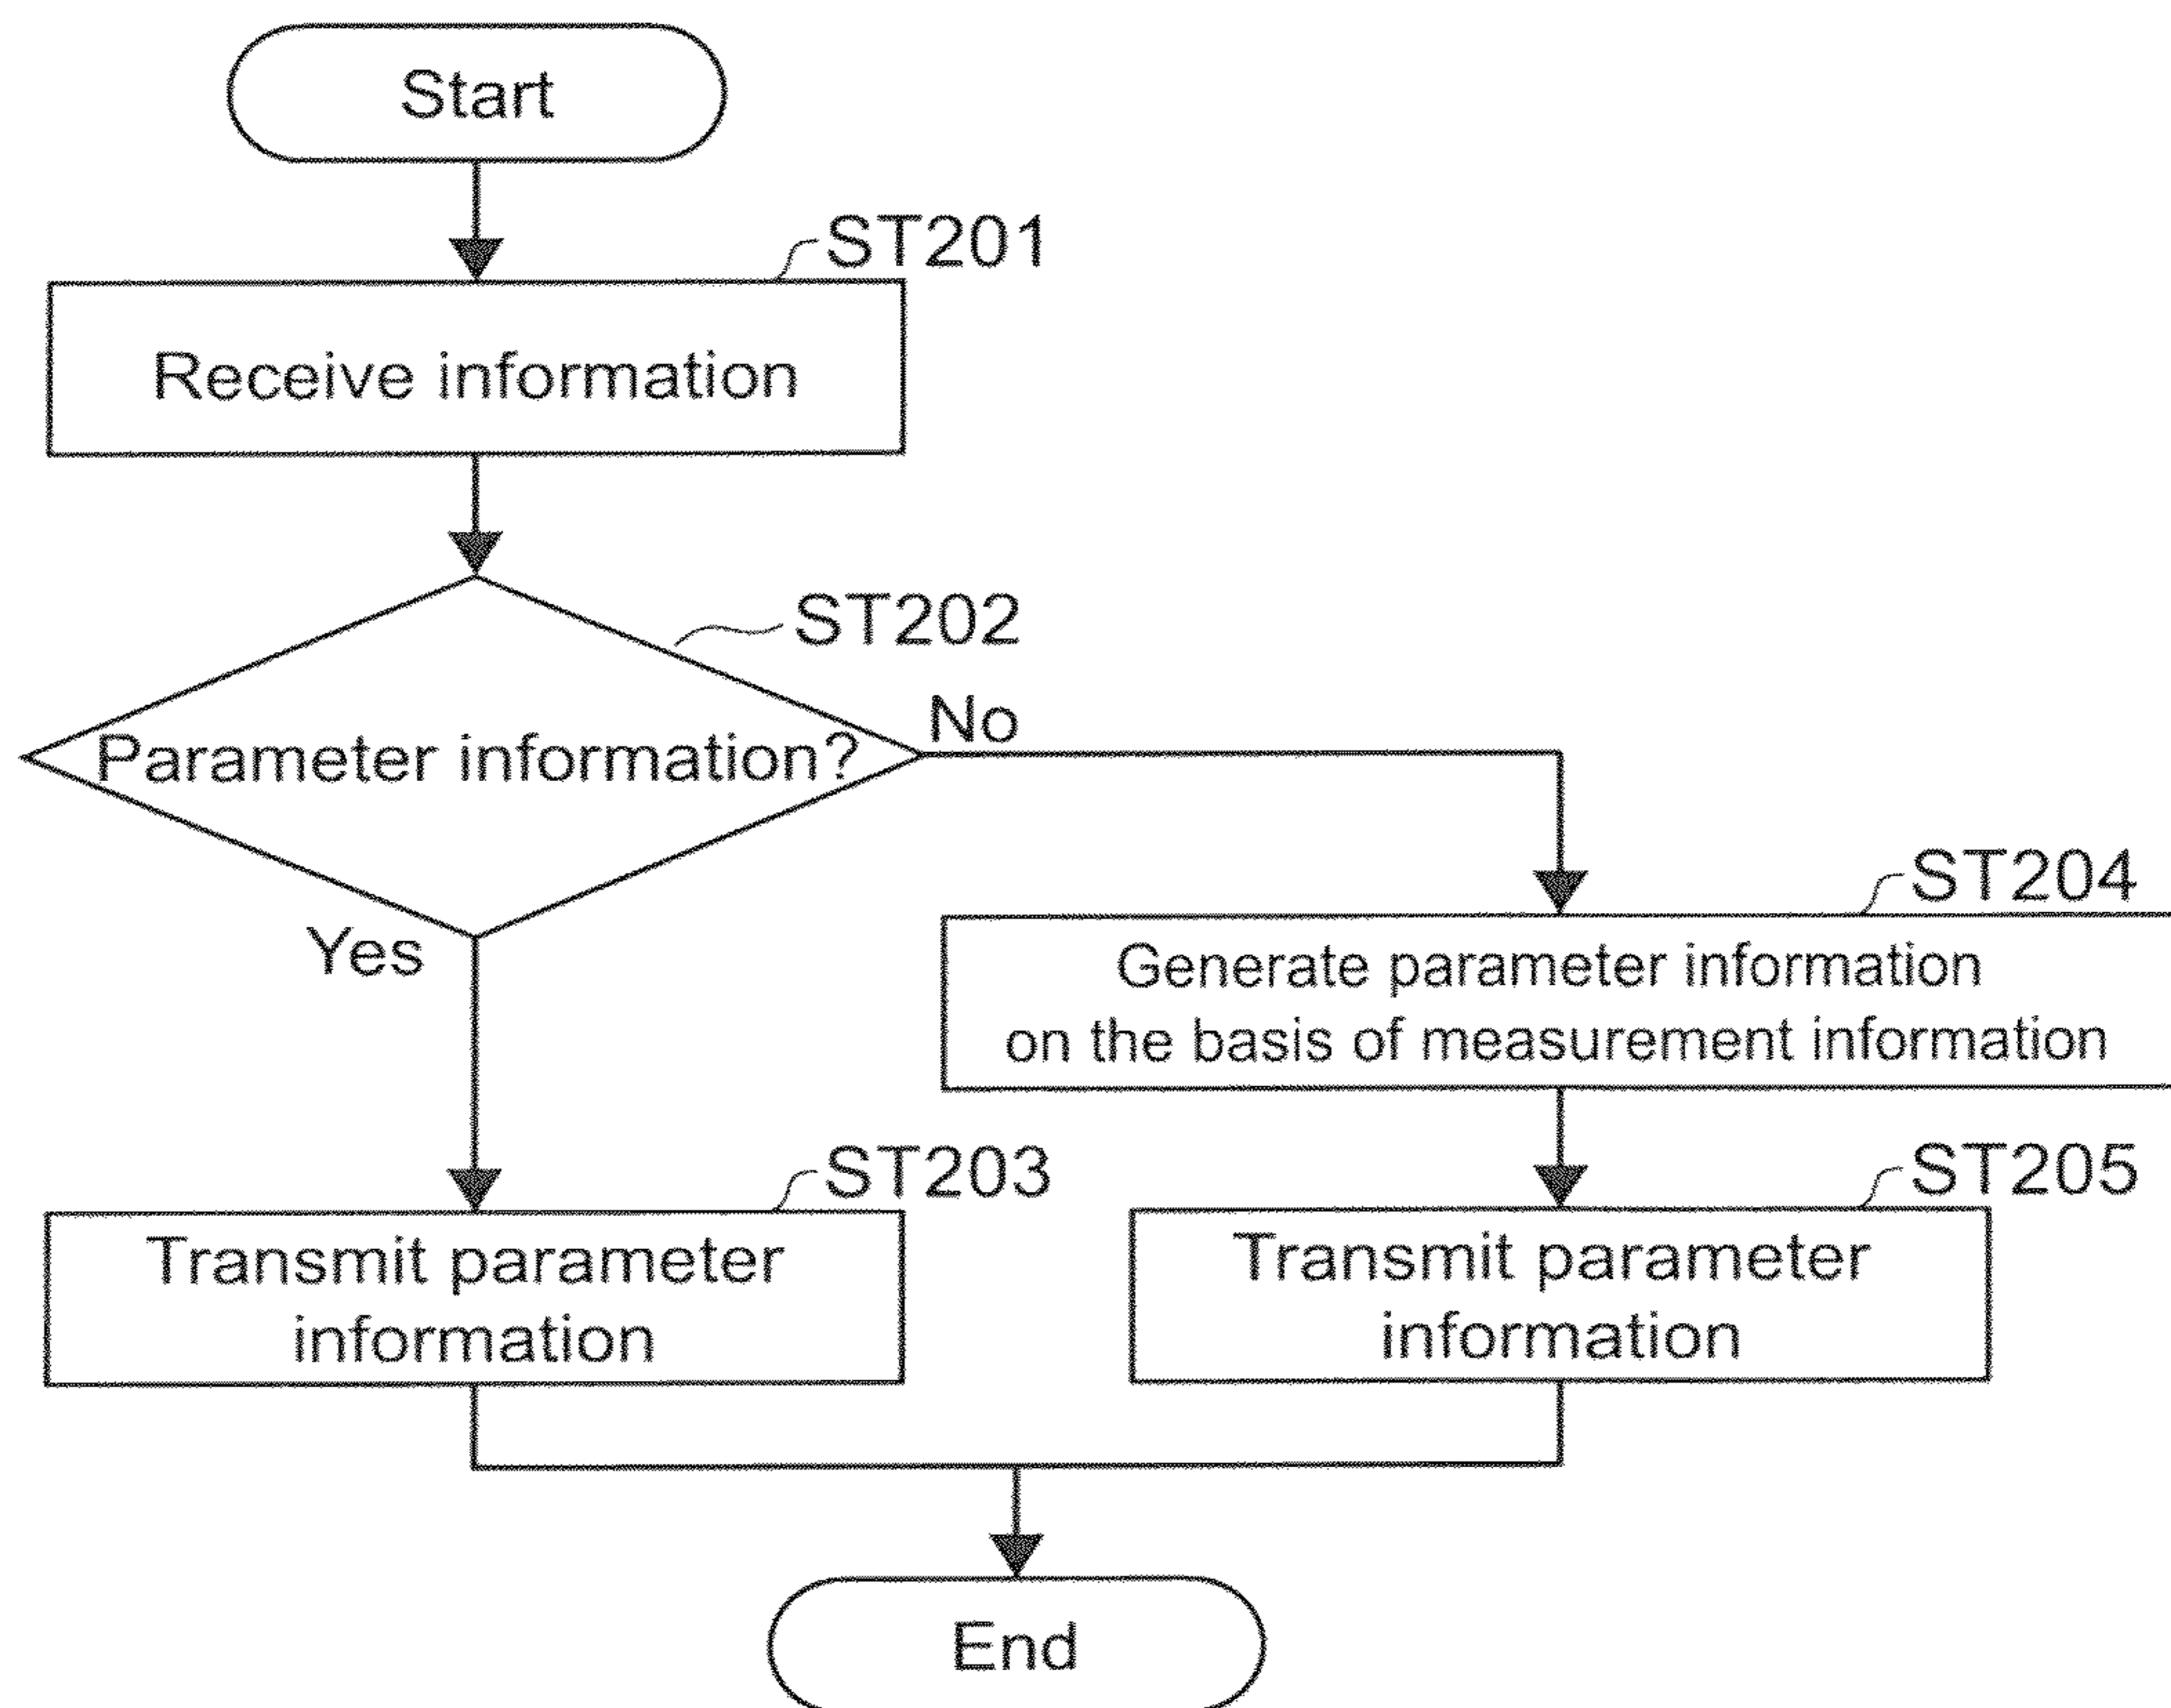 Start
ST201
Receive information
ST202
Parameter information?
No
Yes
ST204
Generate parameter information
on the basis of measurement information
ST203
Transmit parameter
information
ST205
Transmit parameter
information
End